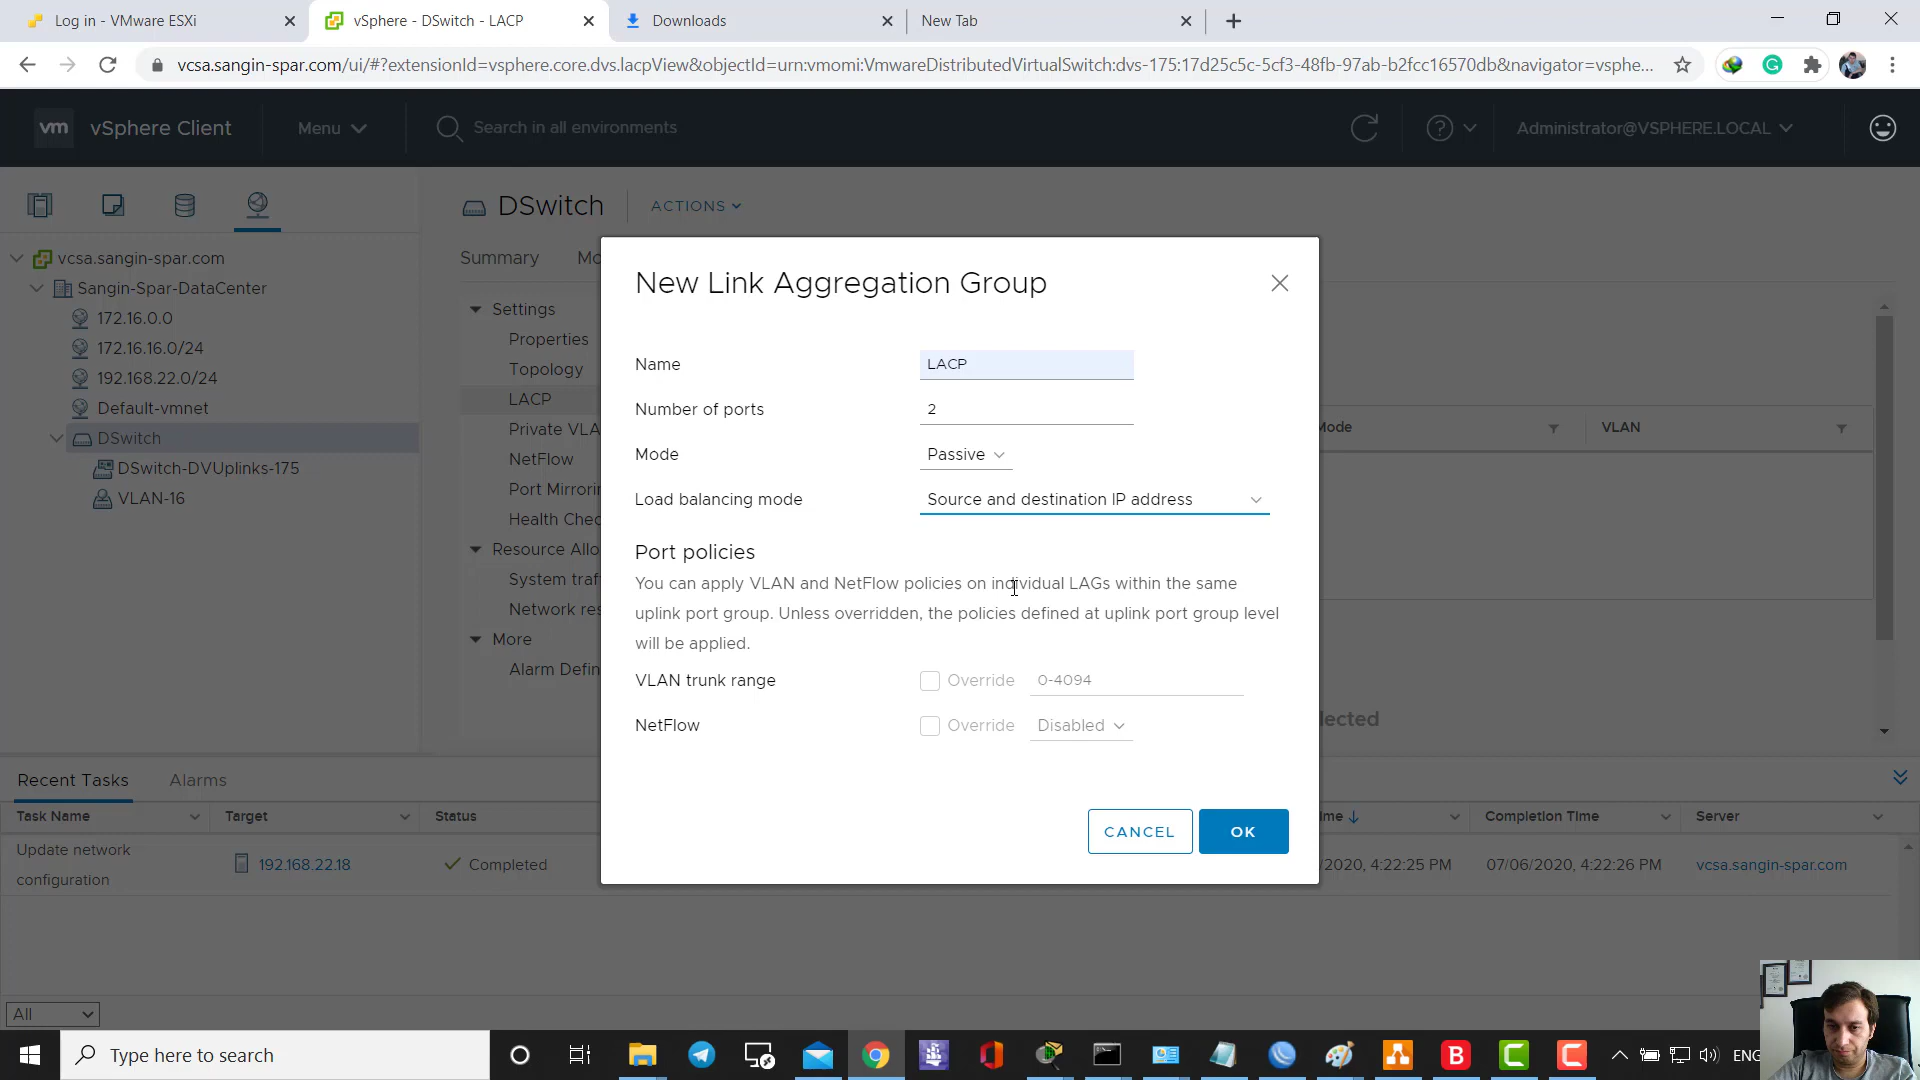 Log in - VMware ESXi
vSphere - DSwitch - LACP
Downloads
New Tab
vcsa.sangin-spar.com/ui/#?extensionId=vsphere.core.dvs.lacpView&objectId=urn:vmomi:VmwareDistributedVirtualSwitch:dvs-175:17d25c5c-5cf3-48fb-97ab-b2fcc16570db&navigator=vsphe...
vm vSphere Client
Menu
Search in all environments
Administrator@VSPHERE.LOCAL
DSwitch
ACTIONS
vcsa.sangin-spar.com
Sangin-Spar-DataCenter
172.16.0.0
172.16.16.0/24
192.168.22.0/24
Default-vmnet
DSwitch
DSwitch-DVUplinks-175
VLAN-16
Summary
Mo
Settings
Properties
Topology
LACP
Private VLA
NetFlow
Port Mirrorin
Health Chec
Resource Allo
System traf
Network res
More
Alarm Defin
New Link Aggregation Group
Name LACP
Number of ports 2
Mode Passive
Load balancing mode Source and destination IP address
Port policies
You can apply VLAN and NetFlow policies on individual LAGs within the same
uplink port group. Unless overridden, the policies defined at uplink port group level
will be applied.
VLAN trunk range Override 0-4094
NetFlow Override Disabled
CANCEL OK
Mode VLAN
lected
Recent Tasks Alarms
Task Name Target Status ime Completion Time Server
Update network
configuration
192.168.22.18 Completed /2020, 4:22:25 PM 07/06/2020, 4:22:26 PM vcsa.sangin-spar.com
All
Type here to search
ENG